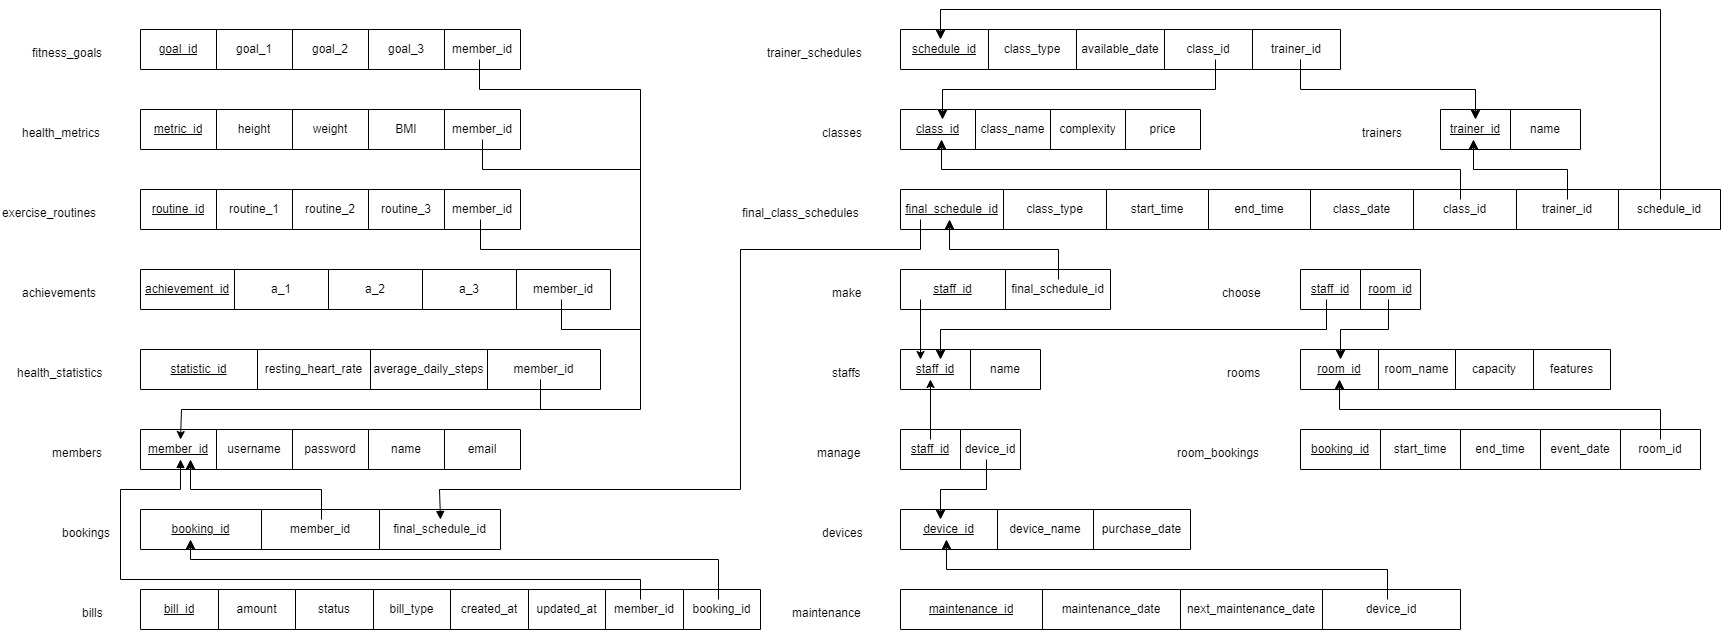 fitness_goals goal_id goal_1 goal_2 goal_3 member_id
health_metrics metric_id height weight BMI member_id
exercise_routines routine_id routine_1 routine_2 routine_3 member_id
achievements achievement_id a_1 a_2 a_3 member_id
health_statistics statistic_id resting_heart_rate average_daily_steps member_id
members member_id username password name email
bookings booking_id member_id final_schedule_id
bills bill_id amount status bill_type created_at updated_at member_id booking_id
trainer_schedules schedule_id class_type available_date class_id trainer_id
classes class_id class_name complexity price
trainers trainer_id name
final_class_schedules final_schedule_id class_type start_time end_time class_date class_id trainer_id schedule_id
make staff_id final_schedule_id
choose staff_id room_id
staffs staff_id name
rooms room_id room_name capacity features
manage staff_id device_id
room_bookings booking_id start_time end_time event_date room_id
devices device_id device_name purchase_date
maintenance maintenance_id maintenance_date next_maintenance_date device_id